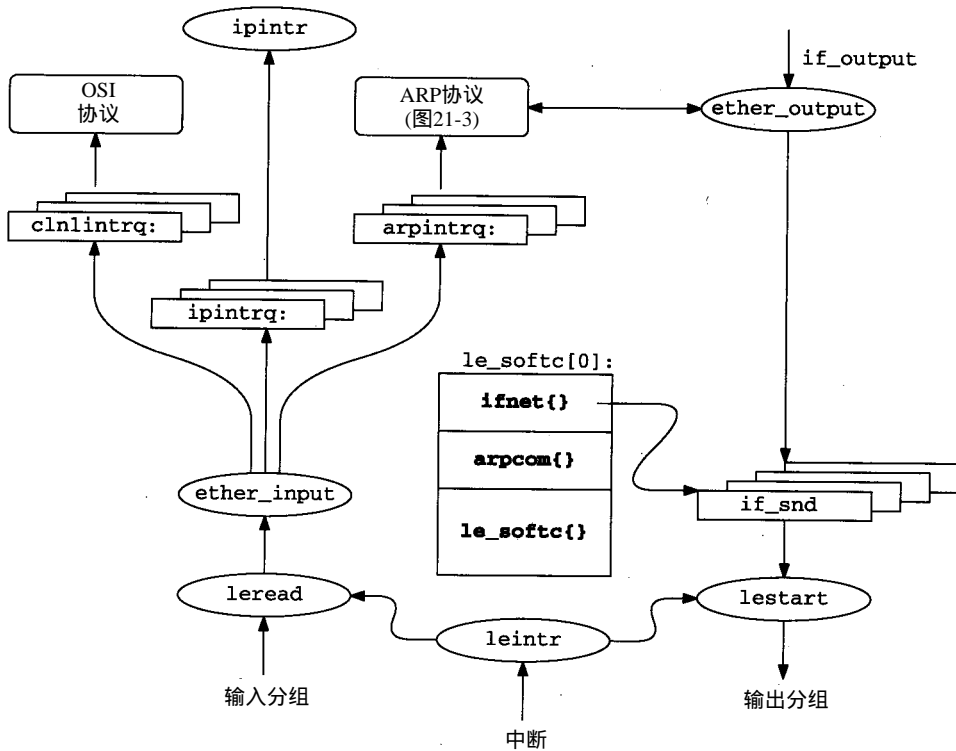 ipintr
if_output
OSI
协议
ARP协议
(图21-3)
ether_output
clnlintrq:
arpintrq:
ipintrq:
le_softc[0]:
ifnet{}
arpcom{}
ether_input
if_snd
le_softc{}
leread
lestart
leintr
输入分组
输出分组
中断